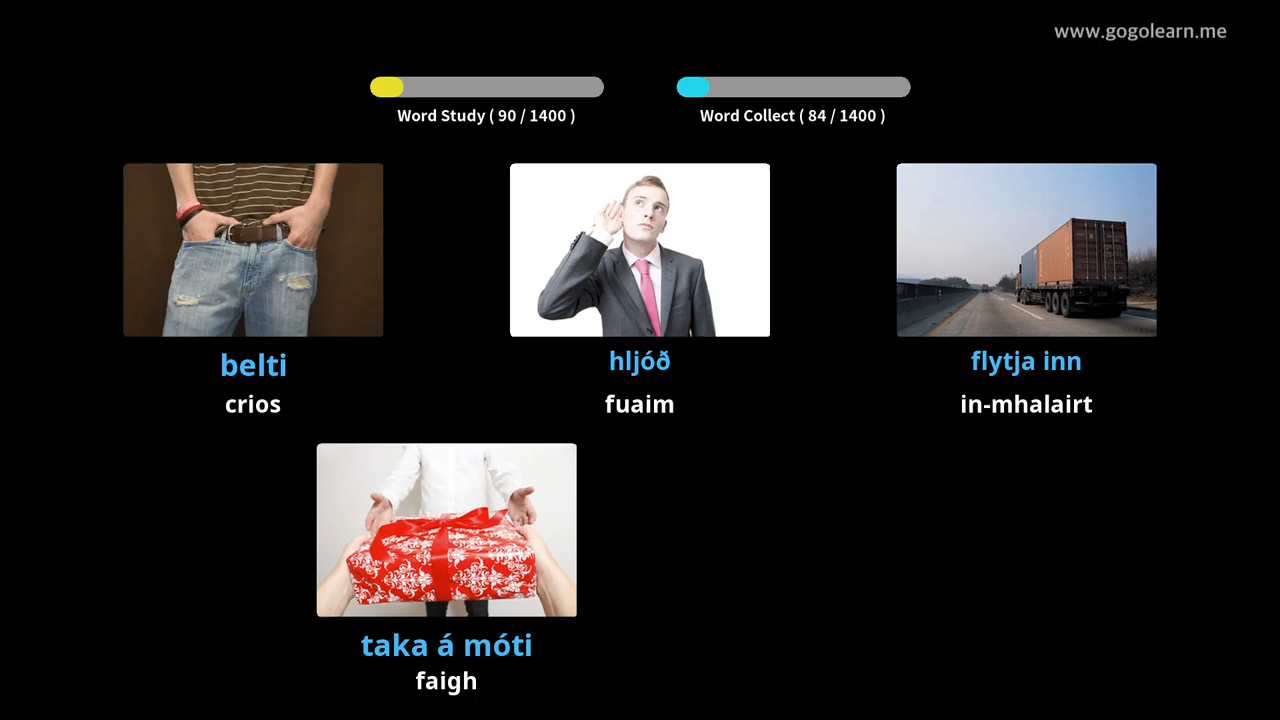 www.gogolearn.me
Word Study ( 90 / 1400 )
Word Collect ( 84 / 1400 )
belti
crios
hljóð
fuaim
flytja inn
in-mhalairt
taka á móti
faigh